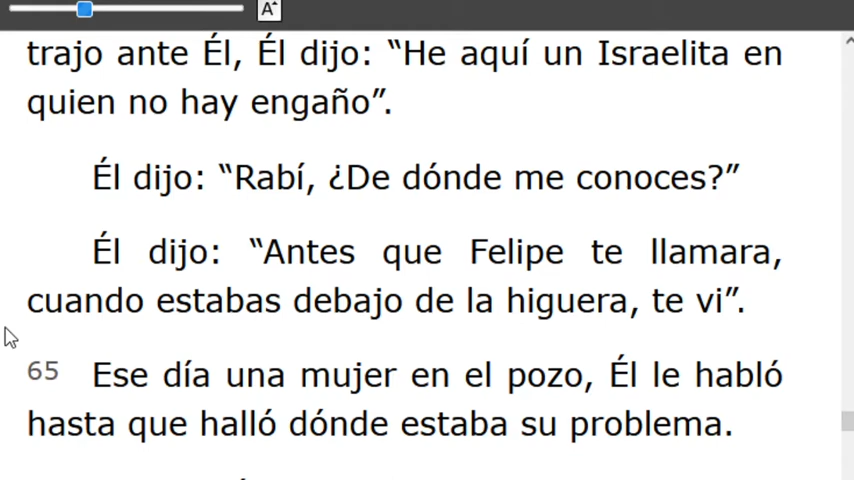 A
trajo ante Él, Él dijo: “He aquí un Israelita en
quien no hay engaño”.
Él dijo: “Rabí, ¿De dónde me conoces?”
Él dijo: “Antes que Felipe te llamara,
cuando estabas debajo de la higuera, te vi”.
65 Ese día una mujer en el pozo, Él le habló
hasta que halló dónde estaba su problema.